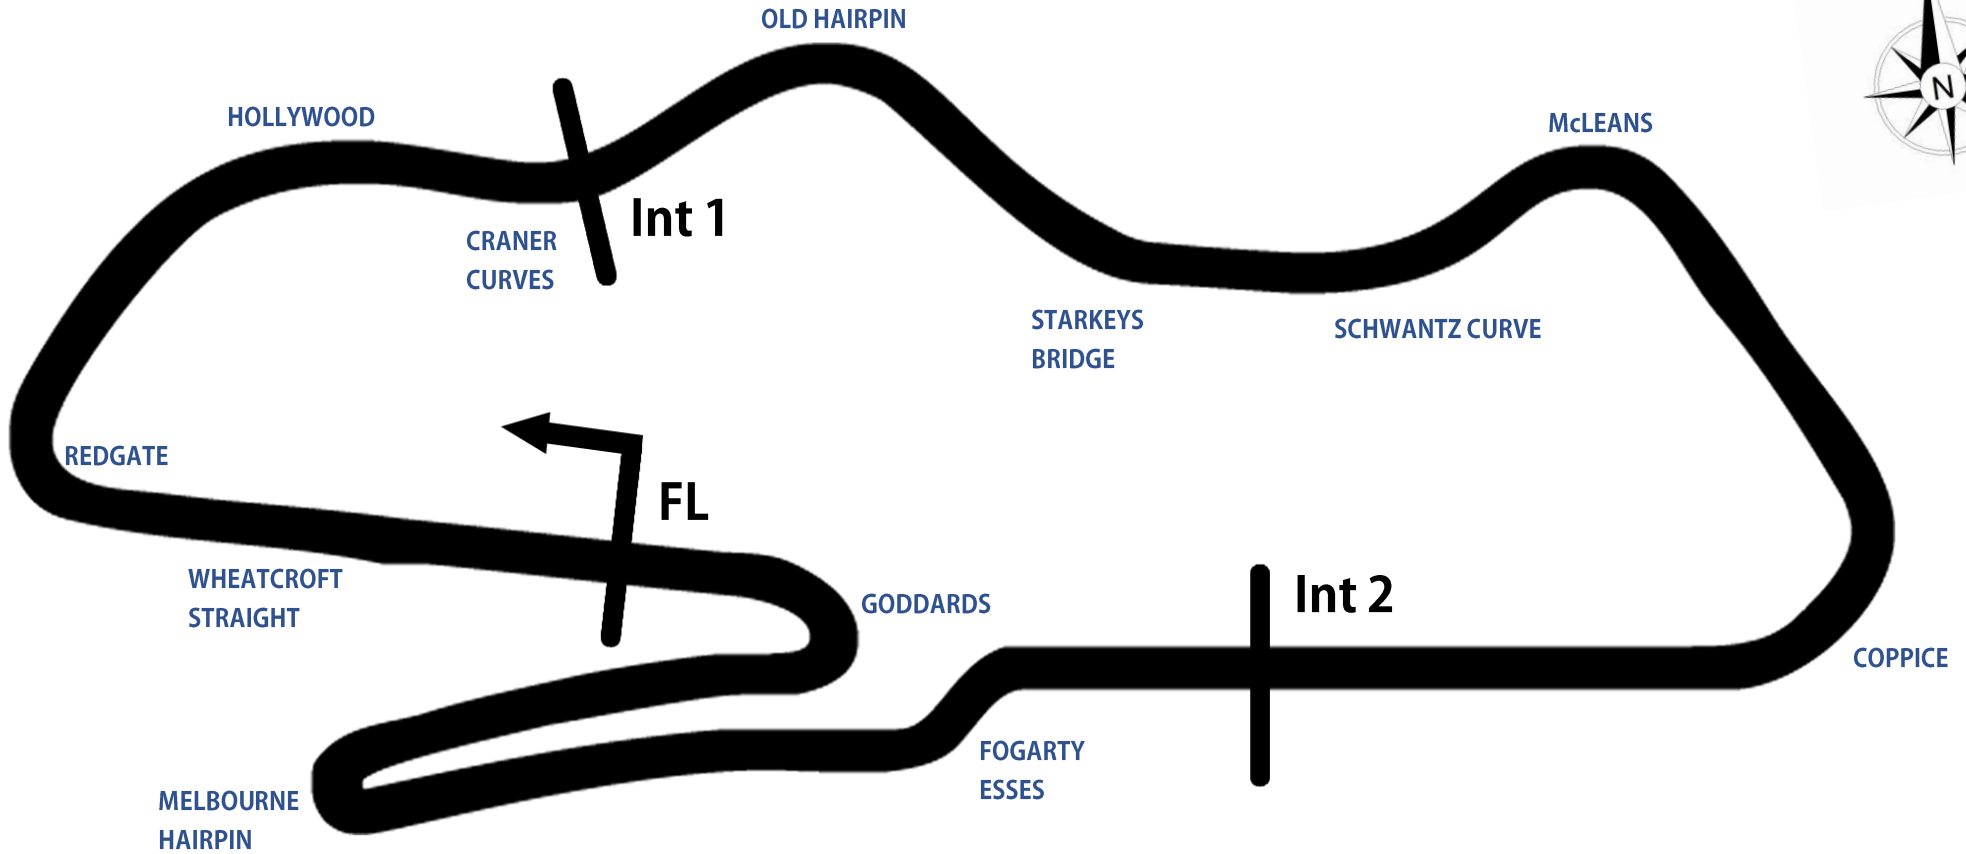 OLD HAIRPIN
HOLLYWOOD
McLEANS
N
Int 1
CRANER
CURVES
STARKEYS
BRIDGE
SCHWANTZ CURVE
REDGATE
FL
WHEATCROFT
STRAIGHT
GODDARDS
Int 2
COPPICE
FOGARTY
ESSES
MELBOURNE
HAIRPIN